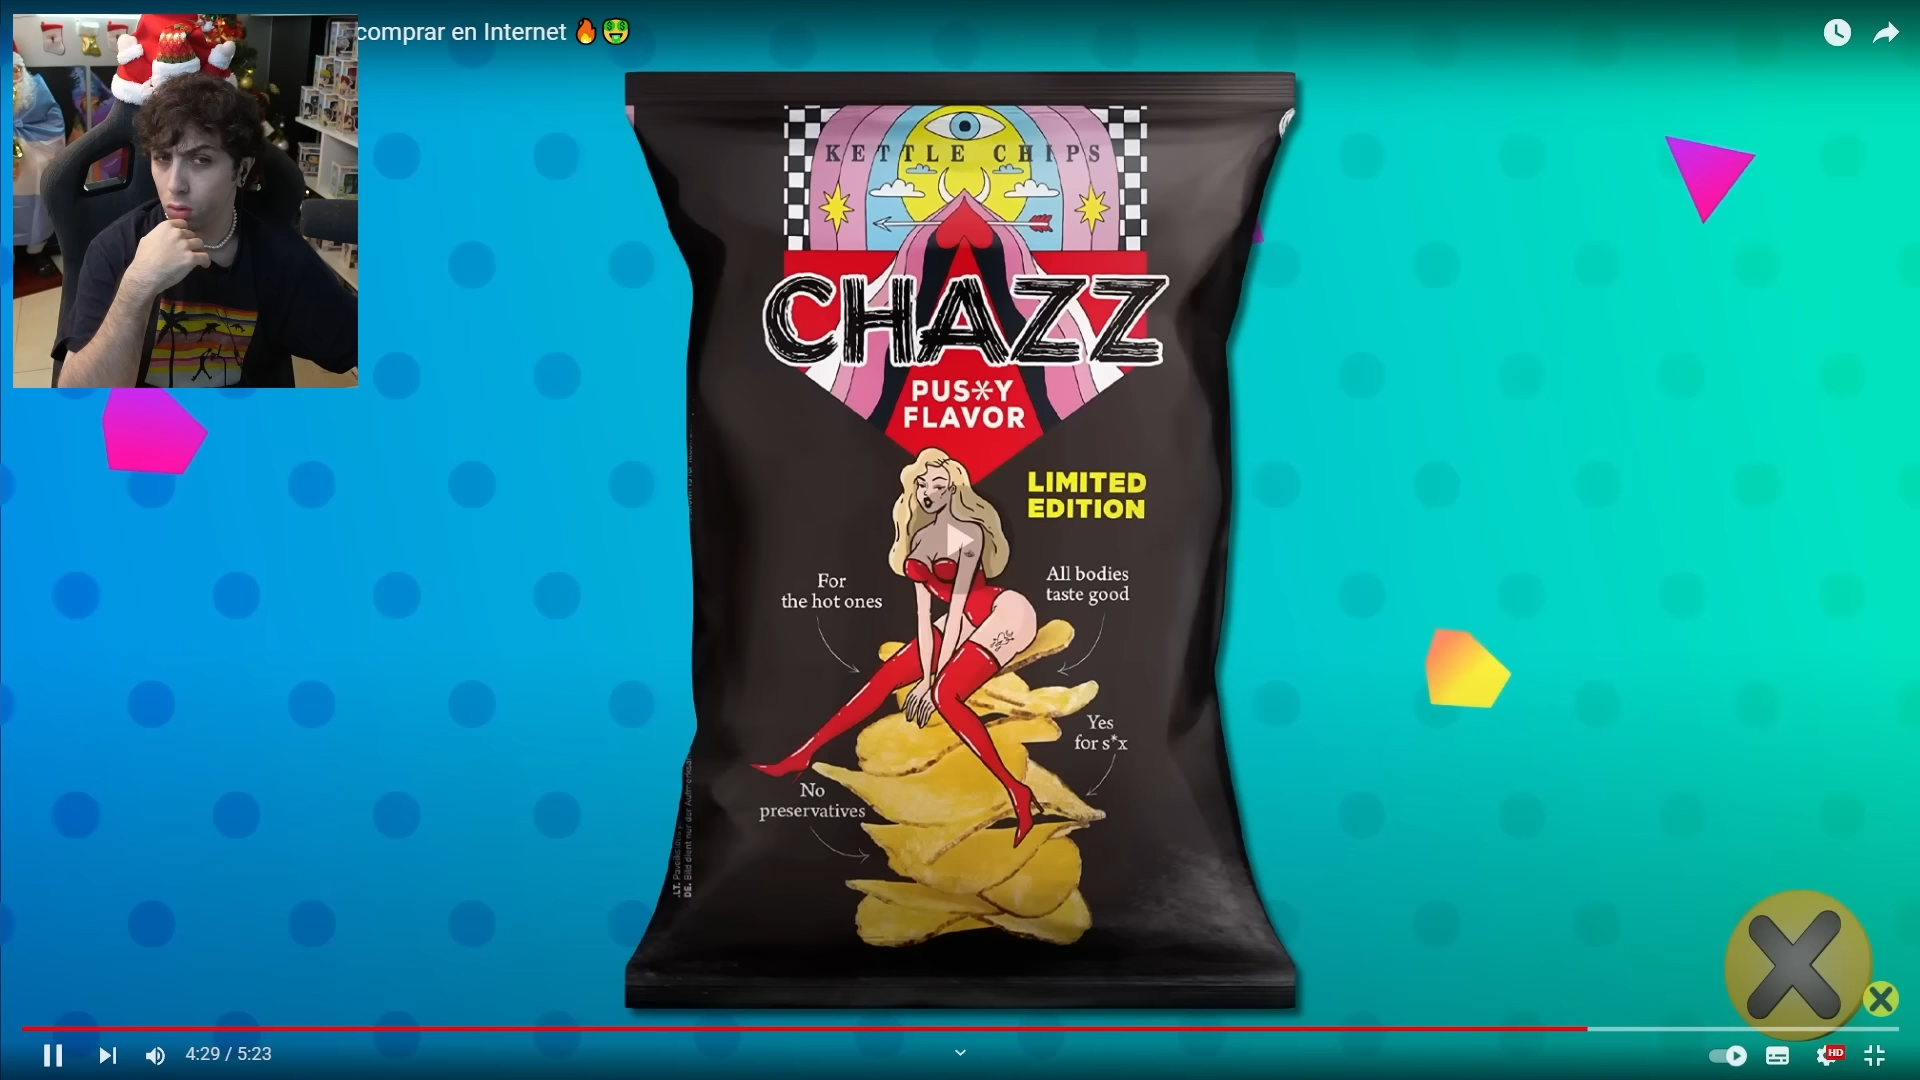 comprar en Internet 🔥🤑
KETTLE CHIPS
CHAZZ
PUS*Y
FLAVOR
LIMITED
EDITION
For
the hot ones
All bodies
taste good
Yes
for s*x
No
preservatives
4:29 / 5:23
HD